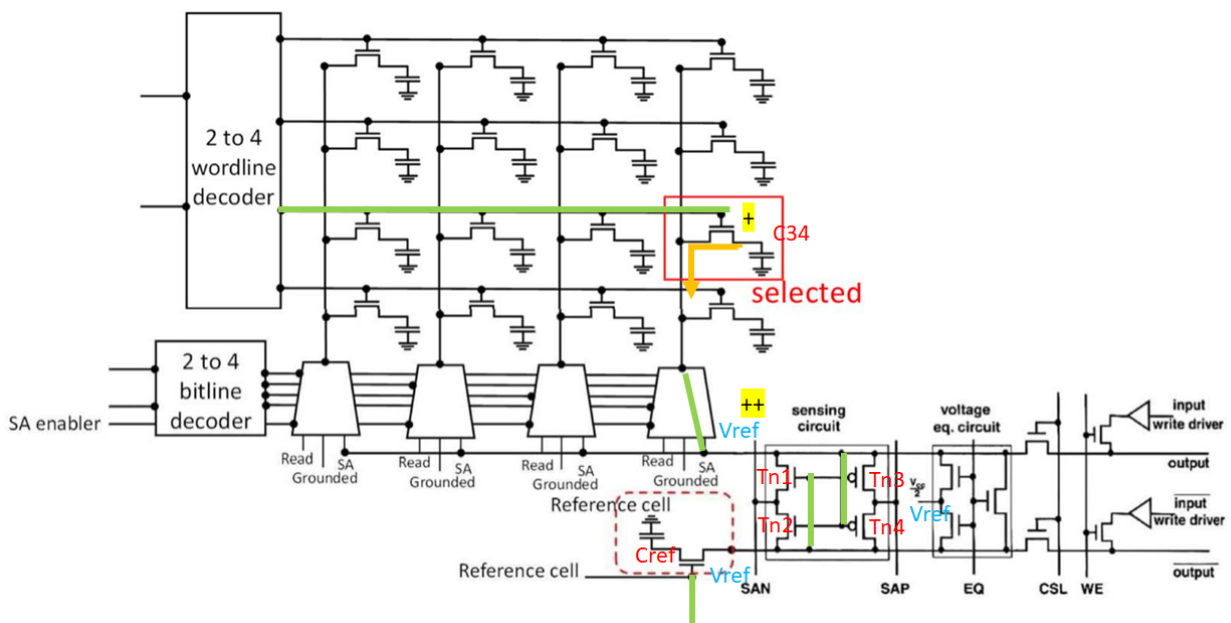 2 to 4
wordline
decoder
+
C34
selected
2 to 4
bitline
decoder
SA enabler
++
Vref
sensing
circuit
voltage
eq. circuit
input
write driver
Read
SA
Grounded
Read
SA
Grounded
Read
SA
Grounded
Read
SA
Grounded
output
Tn1
Tn3
Tn2
Tn4
Vref
Reference cell
Cref
Vref
input
write driver
Reference cell
output
SAN
SAP
EQ
CSL
WE